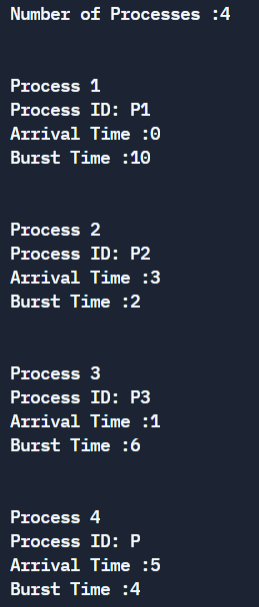 Number of Processes :4
Process 1
Process ID: P1
Arrival Time :0
Burst Time :10
Process 2
Process ID: P2
Arrival Time :3
Burst Time :2
Process 3
Process ID: P3
Arrival Time :1
Burst Time :6
Process 4
Process ID: P
Arrival Time :5
Burst Time :4